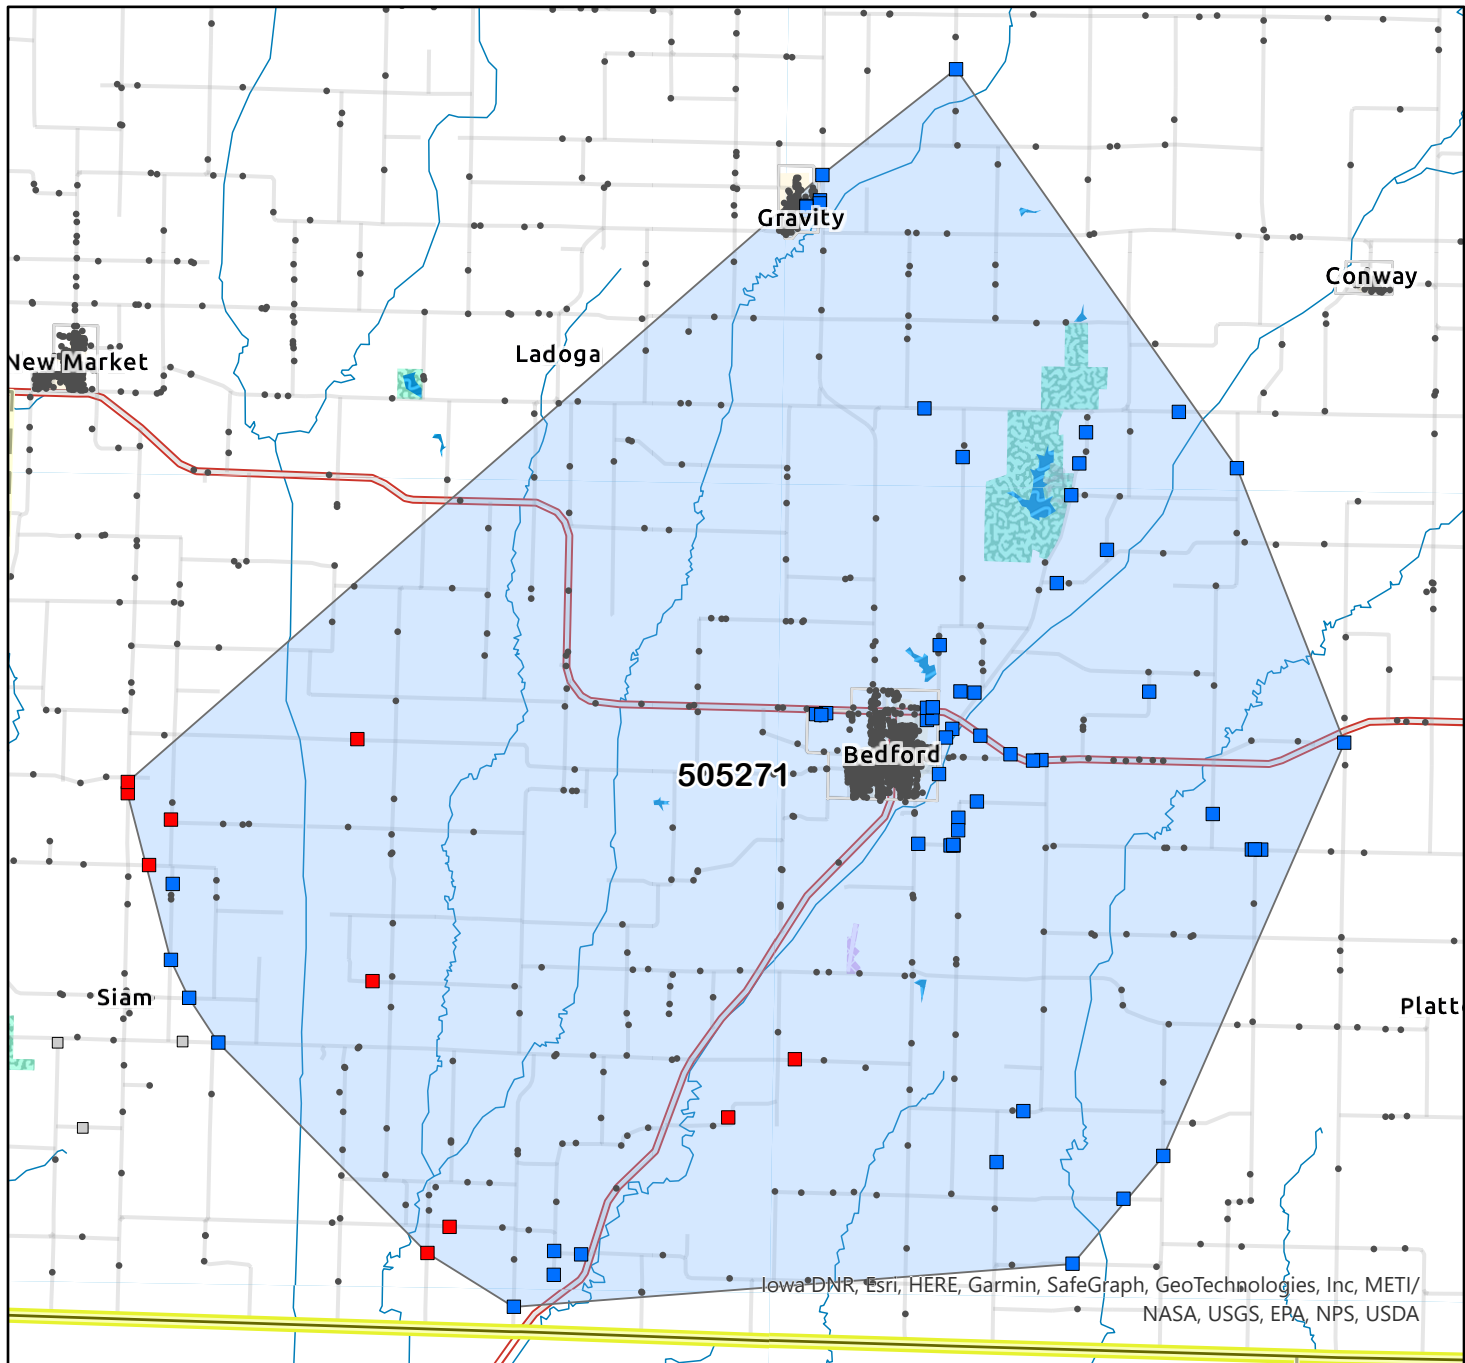 Gravity
Conway
Ladoga
New Market
Bedford
505271
Siam
Platt
Iowa DNR, Esri, HERE, Garmin, SafeGraph, GeoTechnologies, Inc, METI/
NASA, USGS, EPA, NPS, USDA